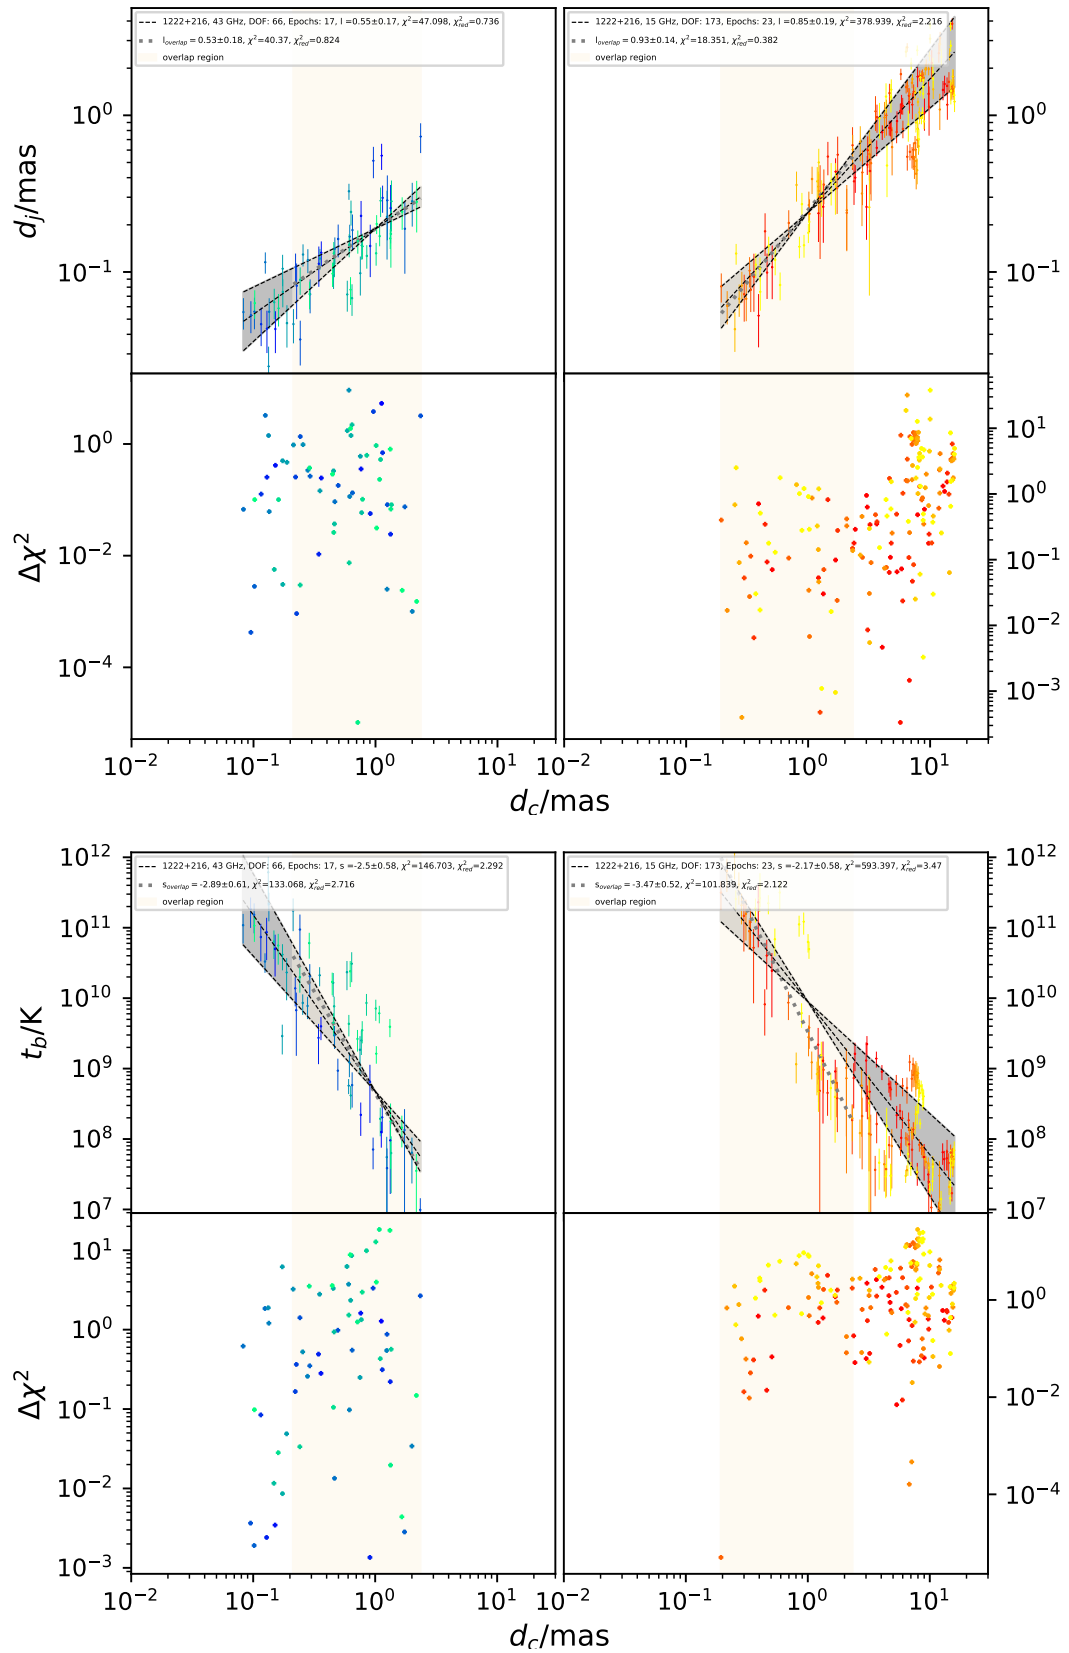 1222+216, 43 GHz, DOF: 66, Epochs: 17, l =0.55±0.17, χ²=47.098, χ²red=0.736
loverlap = 0.53±0.18, χ²=40.37, χ²red=0.824
overlap region
1222+216, 15 GHz, DOF: 173, Epochs: 23, l =0.85±0.19, χ²=378.939, χ²red=2.216
loverlap = 0.93±0.14, χ²=18.351, χ²red=0.382
overlap region
10⁰
10⁻¹
dj/mas
10⁰
10⁻¹
10⁰
10⁻²
10⁻⁴
Δχ²
10¹
10⁰
10⁻¹
10⁻²
10⁻³
10⁻² 10⁻¹ 10⁰ 10¹
10⁻² 10⁻¹ 10⁰ 10¹
dc/mas
1222+216, 43 GHz, DOF: 66, Epochs: 17, s =-2.5±0.58, χ²=146.703, χ²red=2.292
soverlap = -2.89±0.61, χ²=133.068, χ²red=2.716
overlap region
1222+216, 15 GHz, DOF: 173, Epochs: 23, s =-2.17±0.58, χ²=593.397, χ²red=3.47
soverlap = -3.47±0.52, χ²=101.839, χ²red=2.122
overlap region
10¹²
10¹¹
10¹⁰
10⁹
10⁸
10⁷
tb/K
10¹²
10¹¹
10¹⁰
10⁹
10⁸
10⁷
10¹
10⁰
10⁻¹
10⁻²
10⁻³
Δχ²
10⁰
10⁻²
10⁻⁴
10⁻² 10⁻¹ 10⁰ 10¹
10⁻² 10⁻¹ 10⁰ 10¹
dc/mas